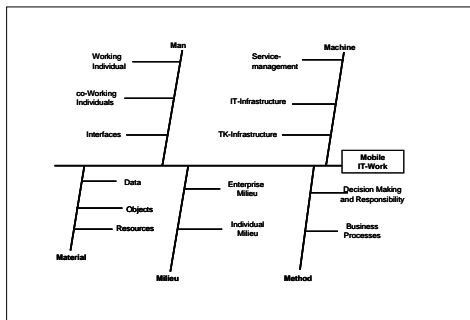 Man
Machine
Working
Individual
Service-
management
co-Working
Individuals
IT-Infrastructure
Interfaces
TK-Infrastructure
Mobile
IT-Work
Data
Enterprise
Milieu
Decision Making
and Responsibility
Objects
Resources
Individual
Milieu
Business
Processes
Material
Milieu
Method